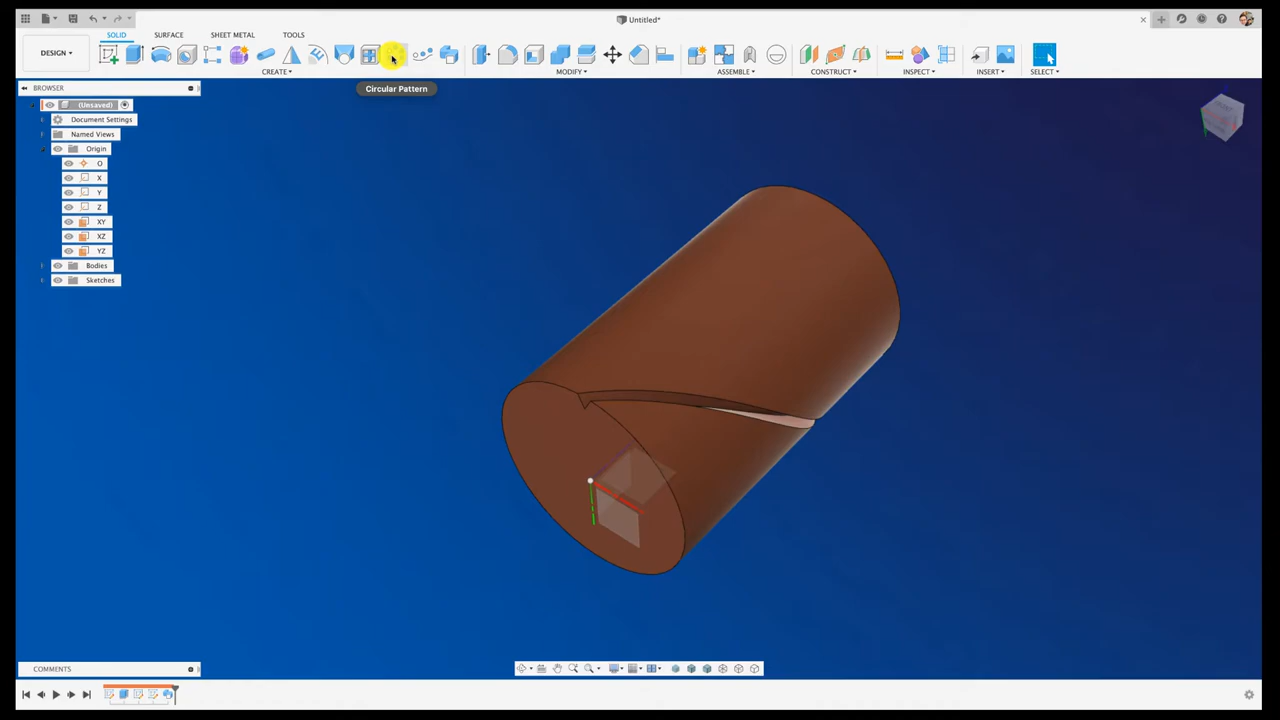 Untitled*
DESIGN
SOLID
SURFACE
SHEET METAL
TOOLS
CREATE
MODIFY
ASSEMBLE
CONSTRUCT
INSPECT
INSERT
SELECT
Circular Pattern
BROWSER
(Unsaved)
Document Settings
Named Views
Origin
O
X
Y
Z
XY
XZ
YZ
Bodies
Sketches
COMMENTS